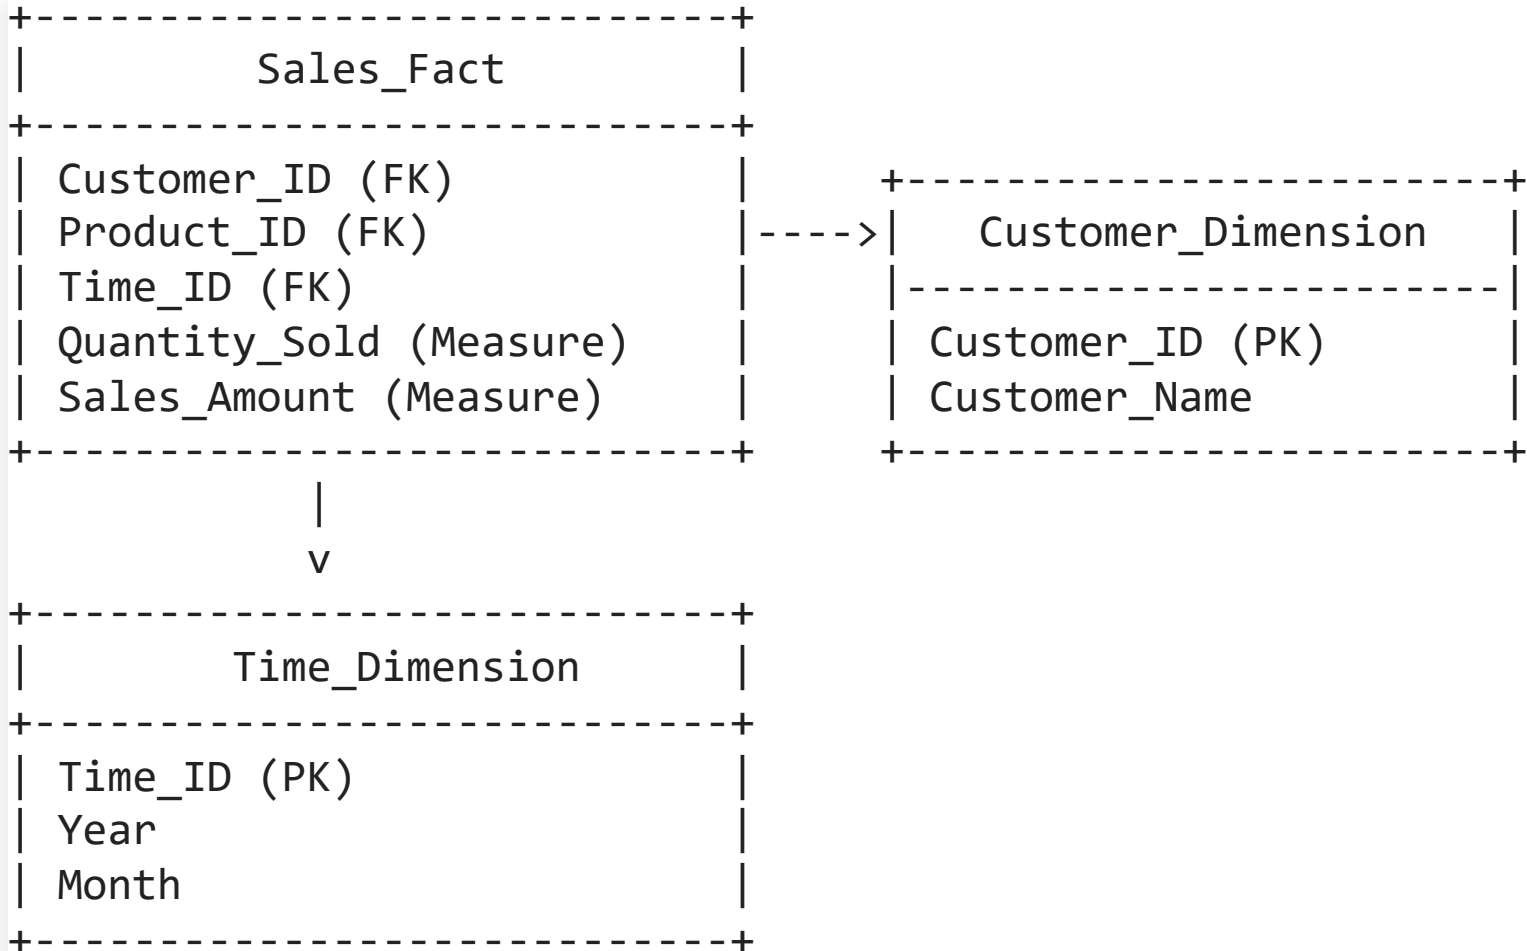 +----------------------------+
|         Sales_Fact         |
+----------------------------+
| Customer_ID (FK)           |     +------------------------+
| Product_ID (FK)            |---->|   Customer_Dimension   |
| Time_ID (FK)               |     |------------------------|
| Quantity_Sold (Measure)    |     | Customer_ID (PK)       |
| Sales_Amount (Measure)     |     | Customer_Name          |
+----------------------------+     +------------------------+
            |
            v
+----------------------------+
|        Time_Dimension      |
+----------------------------+
| Time_ID (PK)               |
| Year                       |
| Month                      |
+----------------------------+